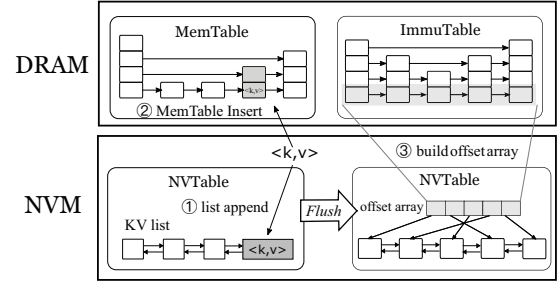 DRAM
MemTable
<k,v>
② MemTable Insert
ImmuTable
<k,v>
③ build offset array
NVM
NVTable
① list append
KV list
<k,v>
Flush
NVTable
offset array